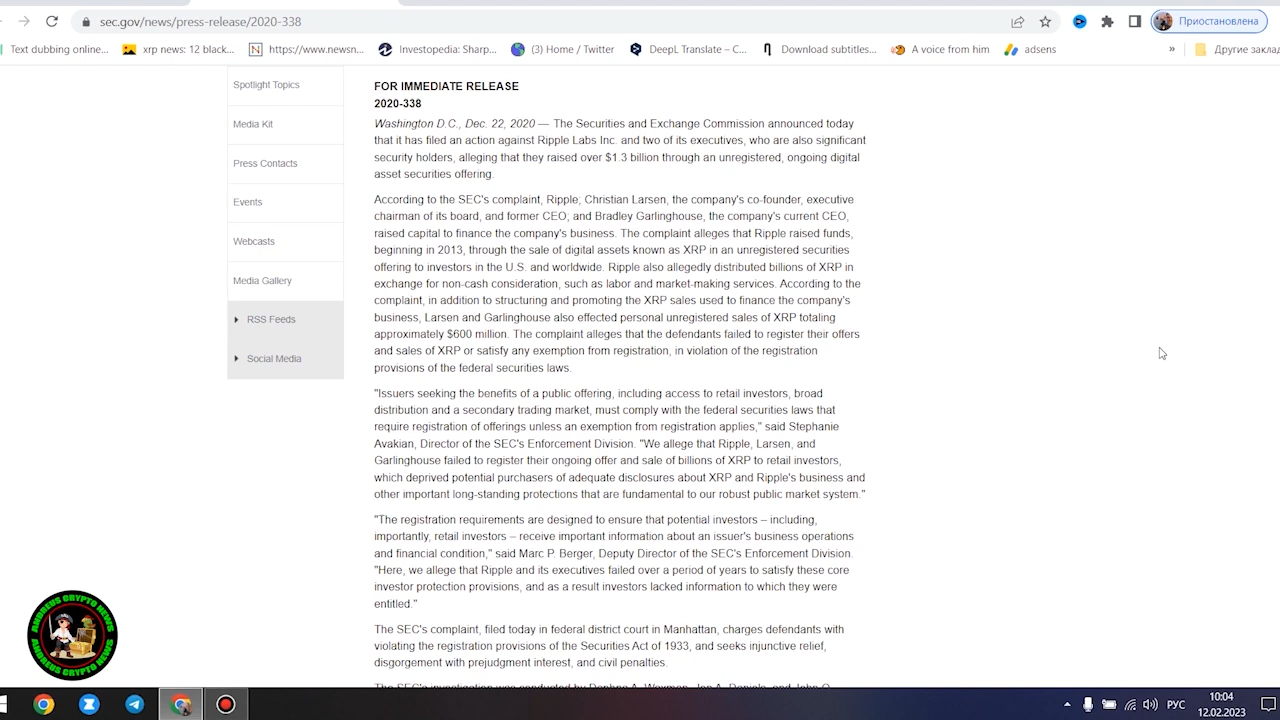 sec.gov/news/press-release/2020-338
Приостановлена
Text dubbing online...
xrp news: 12 black...
https://www.newsn...
Investopedia: Sharp...
(3) Home / Twitter
DeepL Translate – C...
Download subtitles...
A voice from him
adsens
»
Другие заклад
Spotlight Topics
Media Kit
Press Contacts
Events
Webcasts
Media Gallery
RSS Feeds
Social Media
FOR IMMEDIATE RELEASE
2020-338
Washington D.C., Dec. 22, 2020 — The Securities and Exchange Commission announced today
that it has filed an action against Ripple Labs Inc. and two of its executives, who are also significant
security holders, alleging that they raised over $1.3 billion through an unregistered, ongoing digital
asset securities offering.
According to the SEC's complaint, Ripple; Christian Larsen, the company's co-founder, executive
chairman of its board, and former CEO; and Bradley Garlinghouse, the company's current CEO,
raised capital to finance the company's business. The complaint alleges that Ripple raised funds,
beginning in 2013, through the sale of digital assets known as XRP in an unregistered securities
offering to investors in the U.S. and worldwide. Ripple also allegedly distributed billions of XRP in
exchange for non-cash consideration, such as labor and market-making services. According to the
complaint, in addition to structuring and promoting the XRP sales used to finance the company's
business, Larsen and Garlinghouse also effected personal unregistered sales of XRP totaling
approximately $600 million. The complaint alleges that the defendants failed to register their offers
and sales of XRP or satisfy any exemption from registration, in violation of the registration
provisions of the federal securities laws.
"Issuers seeking the benefits of a public offering, including access to retail investors, broad
distribution and a secondary trading market, must comply with the federal securities laws that
require registration of offerings unless an exemption from registration applies," said Stephanie
Avakian, Director of the SEC's Enforcement Division. "We allege that Ripple, Larsen, and
Garlinghouse failed to register their ongoing offer and sale of billions of XRP to retail investors,
which deprived potential purchasers of adequate disclosures about XRP and Ripple's business and
other important long-standing protections that are fundamental to our robust public market system."
"The registration requirements are designed to ensure that potential investors – including,
importantly, retail investors – receive important information about an issuer's business operations
and financial condition," said Marc P. Berger, Deputy Director of the SEC's Enforcement Division.
"Here, we allege that Ripple and its executives failed over a period of years to satisfy these core
investor protection provisions, and as a result investors lacked information to which they were
entitled."
The SEC's complaint, filed today in federal district court in Manhattan, charges defendants with
violating the registration provisions of the Securities Act of 1933, and seeks injunctive relief,
disgorgement with prejudgment interest, and civil penalties.
The SEC's investigation was conducted by Daphna A. Waxman, Jon A. Daniels, and John O.
ANDREUS CRYPTO NEWS
ANDREUS CRYPTO NEWS
РУС
10:04
12.02.2023